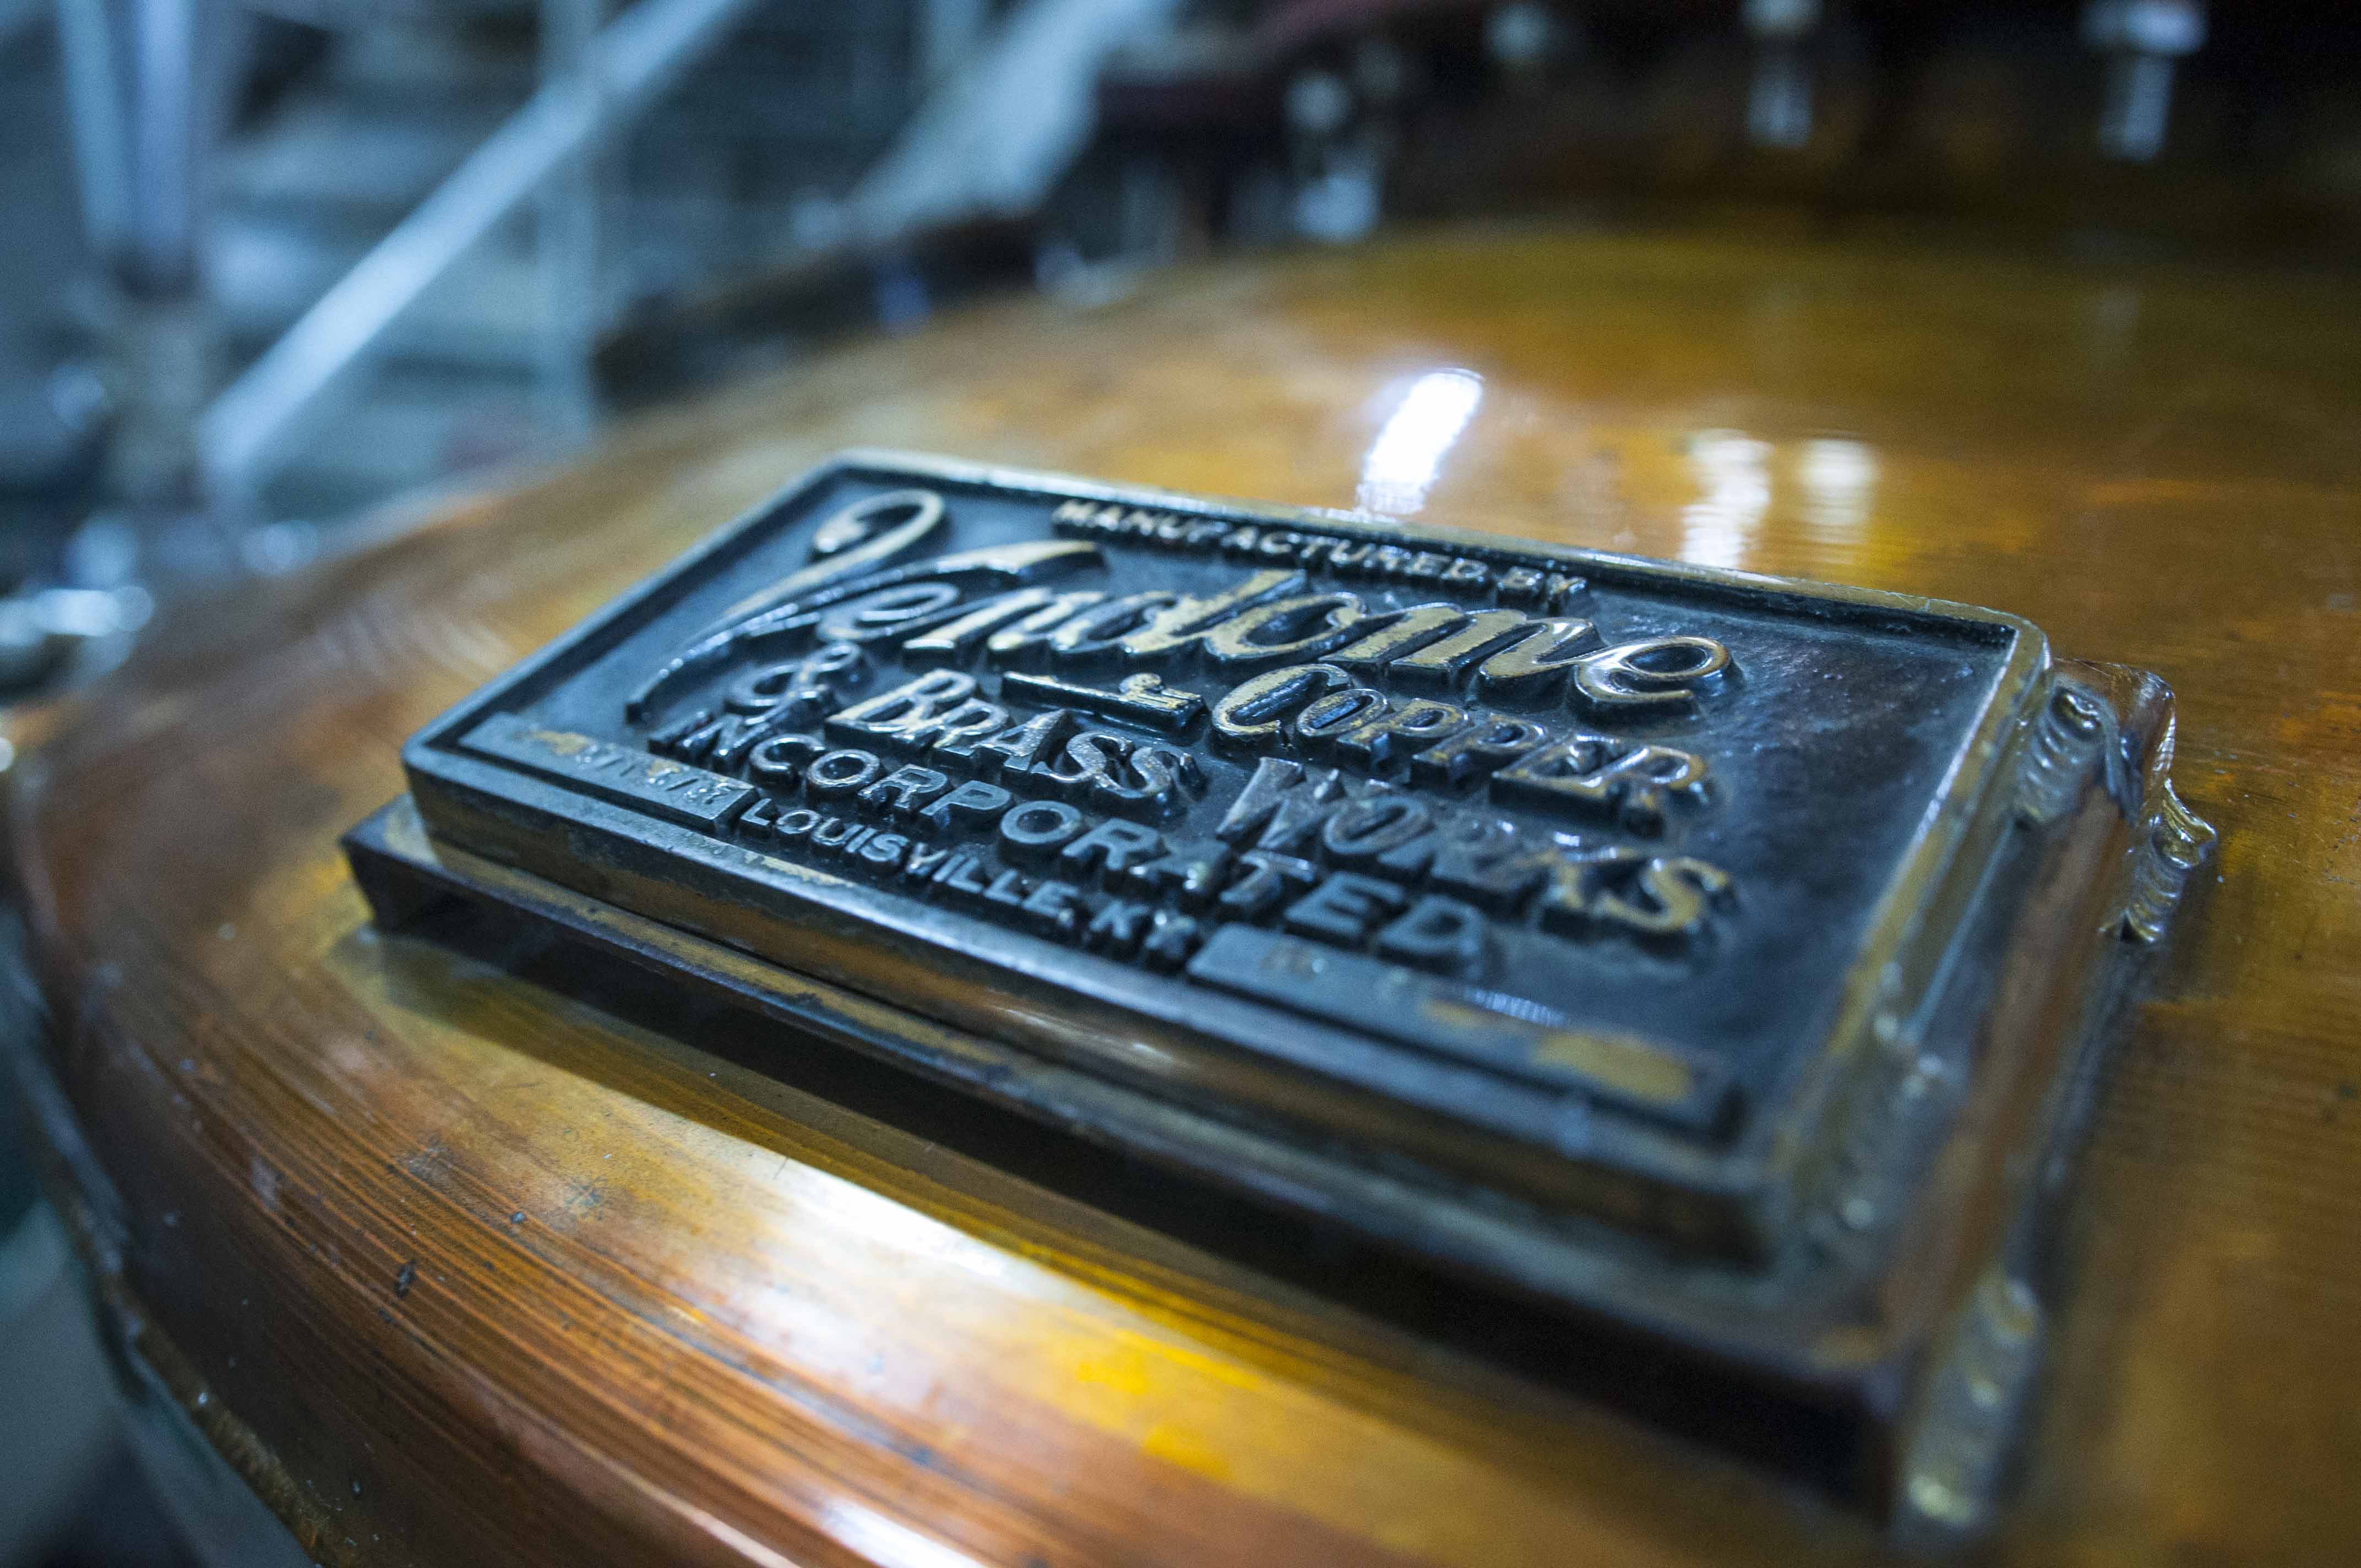 MANUFACTURED BY
Vendome
COPPER
& BRASS WORKS
INCORPORATED
LOUISVILLE, KY.